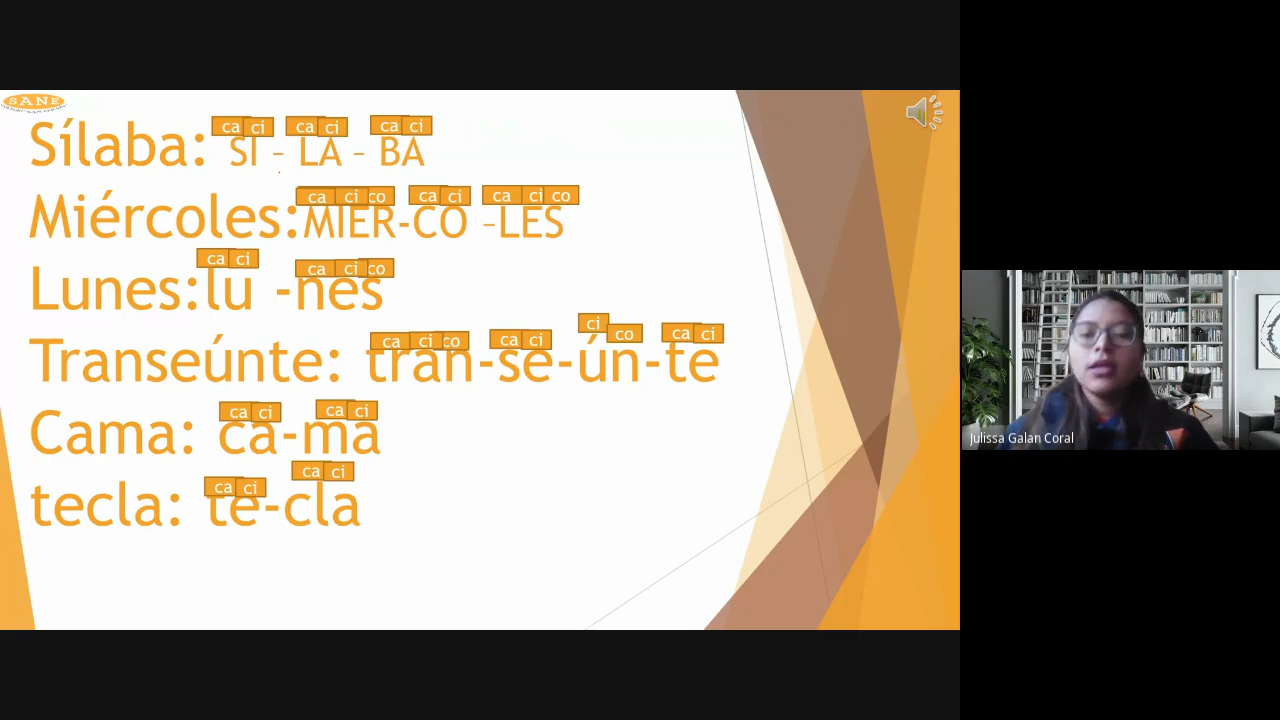 SANE
ca ci ca ci ca ci
Sílaba: SI – LA – BA
ca ci co ca ci ca ci co
Miércoles:MIER-CO –LES
ca ci ca ci co
Lunes:lu -nes
ca ci co ca ci ci co ca ci
Transeúnte: tran-se-ún-te
ca ci ca ci
Cama: ca-ma
ca ci ca ci
tecla: te-cla
Julissa Galan Coral